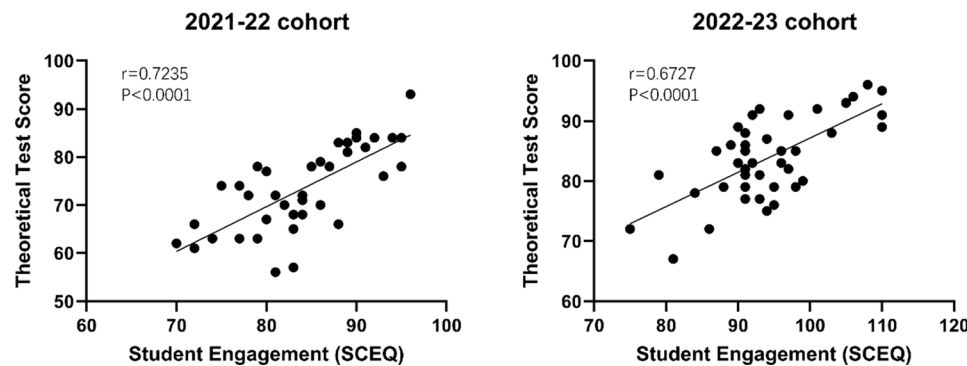 2021-22 cohort
r=0.7235
P<0.0001
Theoretical Test Score
100
90
80
70
60
50
60
70
80
90
100
Student Engagement (SCEQ)
2022-23 cohort
r=0.6727
P<0.0001
Theoretical Test Score
100
90
80
70
60
70
80
90
100
110
120
Student Engagement (SCEQ)